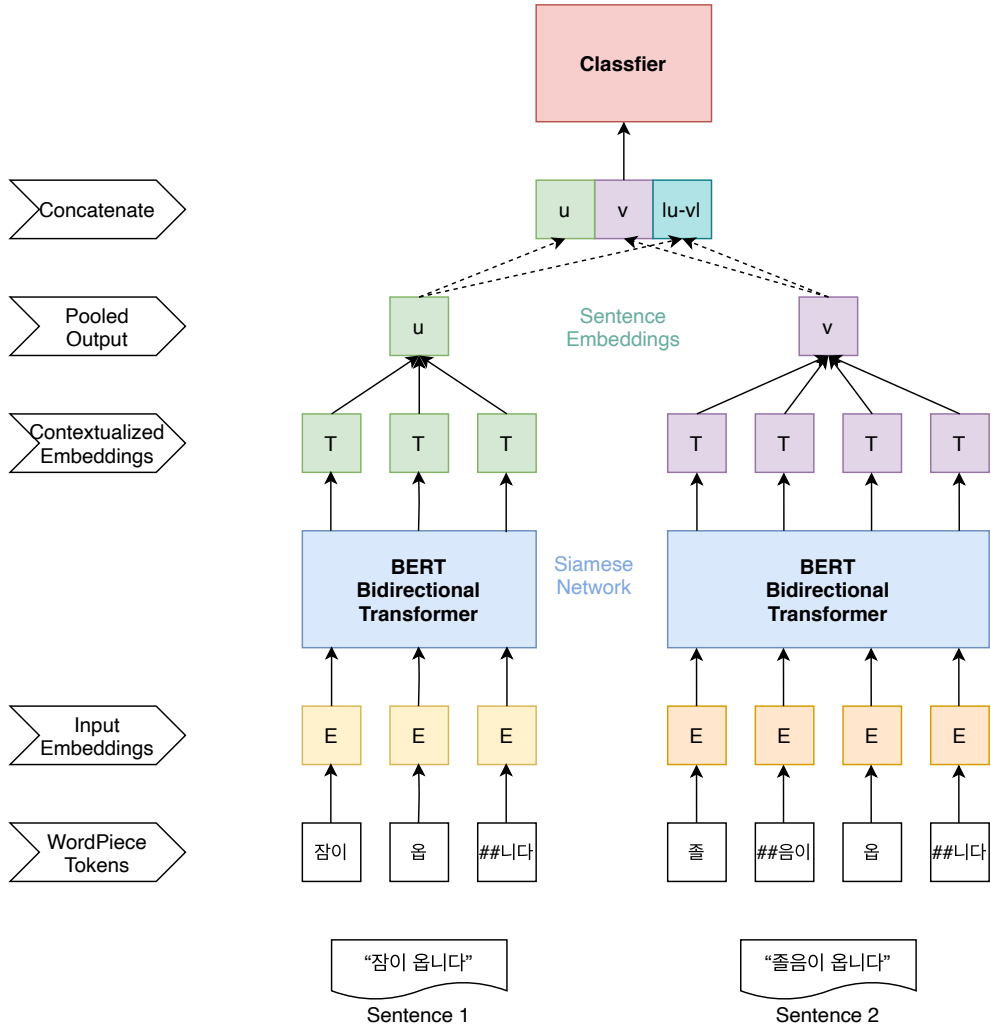 Classfier
Concatenate
u
v
lu-vl
Pooled
Output
u
Sentence
Embeddings
v
Contextualized
Embeddings
T
T
T
T
T
T
T
BERT
Bidirectional
Transformer
Siamese
Network
BERT
Bidirectional
Transformer
Input
Embeddings
E
E
E
E
E
E
E
WordPiece
Tokens
잠이
옵
##니다
졸
##음이
옵
##니다
“잠이 옵니다”
“졸음이 옵니다”
Sentence 1
Sentence 2